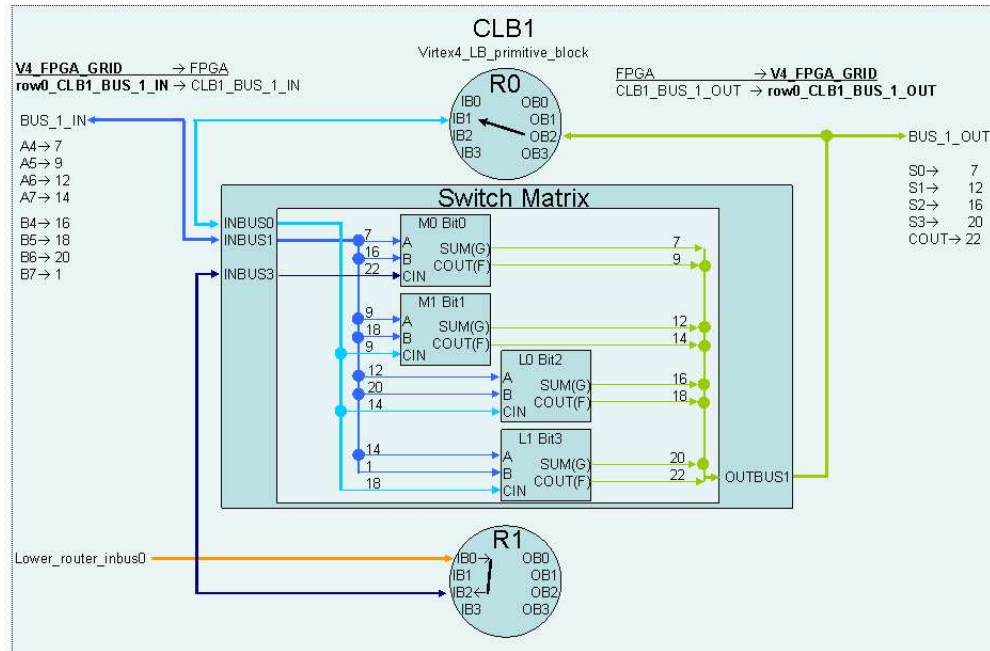 CLB1
Virtex4_LB_primitive_block
V4_FPGA_GRID → FPGA
row0_CLB1_BUS_1_IN → CLB1_BUS_1_IN
FPGA → V4_FPGA_GRID
CLB1_BUS_1_OUT → row0_CLB1_BUS_1_OUT
R0
IB0 OB0
IB1 OB1
IB2 OB2
IB3 OB3
BUS_1_IN
A4→ 7
A5→ 9
A6→ 12
A7→ 14
B4→ 16
B5→ 18
B6→ 20
B7→ 1
BUS_1_OUT
S0→ 7
S1→ 12
S2→ 16
S3→ 20
COUT→ 22
Switch Matrix
INBUS0
INBUS1
INBUS3
M0 Bit0
7 A SUM(G) 7
16 B COUT(F) 9
22 CIN
M1 Bit1
9 A SUM(G) 12
18 B COUT(F) 14
9 CIN
L0 Bit2
12 A SUM(G) 16
20 B COUT(F) 18
14 CIN
L1 Bit3
14 A SUM(G) 20
1 B COUT(F) 22
18 CIN
OUTBUS1
Lower_router_inbus0
R1
IB0→ OB0
IB1 OB1
IB2← OB2
IB3 OB3